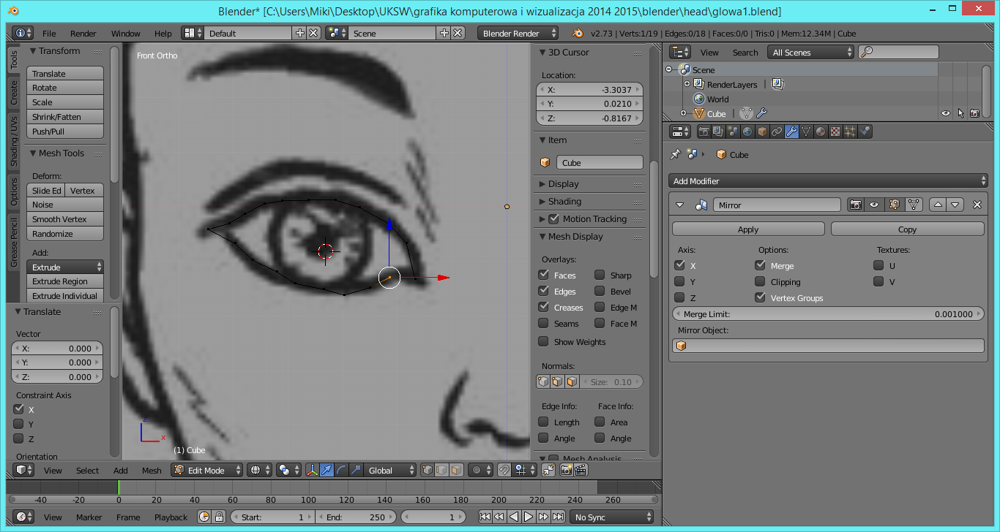 Blender* [C:\Users\Miki\Desktop\UKSW\grafika komputerowa i wizualizacja 2014 2015\blender\head\glowa1.blend]
File Render Window Help Default Scene Blender Render v2.73 | Verts:1/19 | Edges:0/18 | Faces:0/0 | Tris:0 | Mem:12.34M | Cube
Tools
Create
Shading / UVs
Options
Grease Pencil
Transform
Translate
Rotate
Scale
Shrink/Fatten
Push/Pull
Mesh Tools
Deform:
Slide Ed Vertex
Noise
Smooth Vertex
Randomize
Add:
Extrude
Extrude Region
Extrude Individual
Translate
Vector
X: 0.000
Y: 0.000
Z: 0.000
Constraint Axis
X
Y
Z
Orientation
Front Ortho
z
x
(1) Cube
3D Cursor
Location:
X: -3.3037
Y: 0.0210
Z: -0.8167
Item
Cube
Display
Shading
Motion Tracking
Mesh Display
Overlays:
Faces Sharp
Edges Bevel
Creases Edge M
Seams Face M
Show Weights
Normals:
Size: 0.10
Edge Info: Face Info:
Length Area
Angle Angle
Mesh Analysis
View Search All Scenes
Scene
RenderLayers
World
Cube
Cube
Add Modifier
Mirror
Apply Copy
Axis: Options: Textures:
X Merge U
Y Clipping V
Z Vertex Groups
Merge Limit: 0.001000
Mirror Object:
View Select Add Mesh Edit Mode Global
-40 -20 0 20 40 60 80 100 120 140 160 180 200 220 240 260
View Marker Frame Playback Start: 1 End: 250 1 No Sync